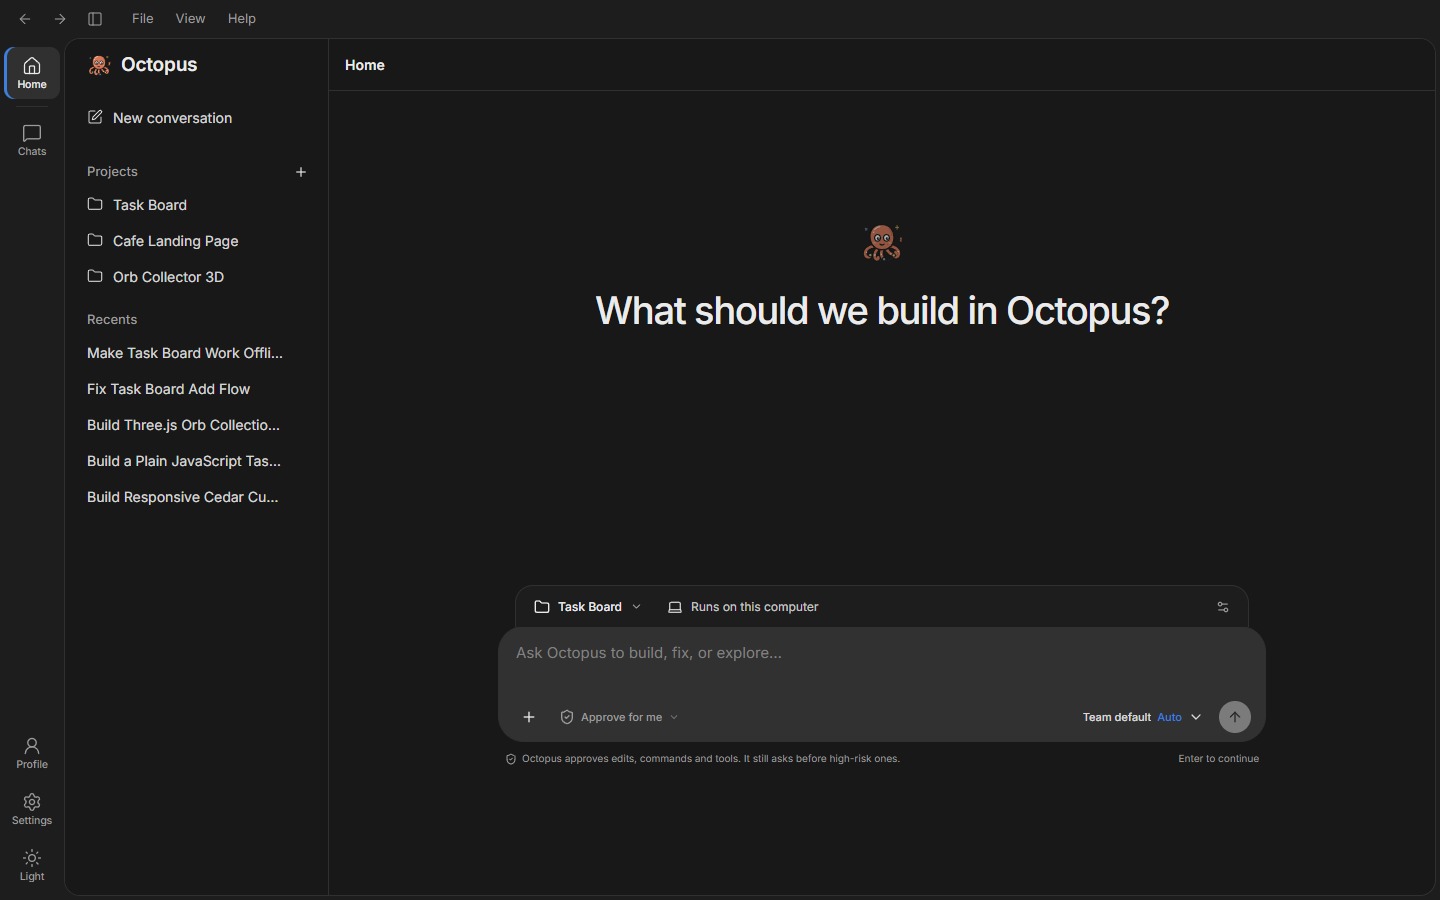 File View Help
Home
Chats
Profile
Settings
Light
Octopus
New conversation
Projects
Task Board
Cafe Landing Page
Orb Collector 3D
Recents
Make Task Board Work Offli...
Fix Task Board Add Flow
Build Three.js Orb Collectio...
Build a Plain JavaScript Tas...
Build Responsive Cedar Cu...
Home
What should we build in Octopus?
Task Board Runs on this computer
Ask Octopus to build, fix, or explore...
Approve for me Team default Auto
Octopus approves edits, commands and tools. It still asks before high-risk ones. Enter to continue